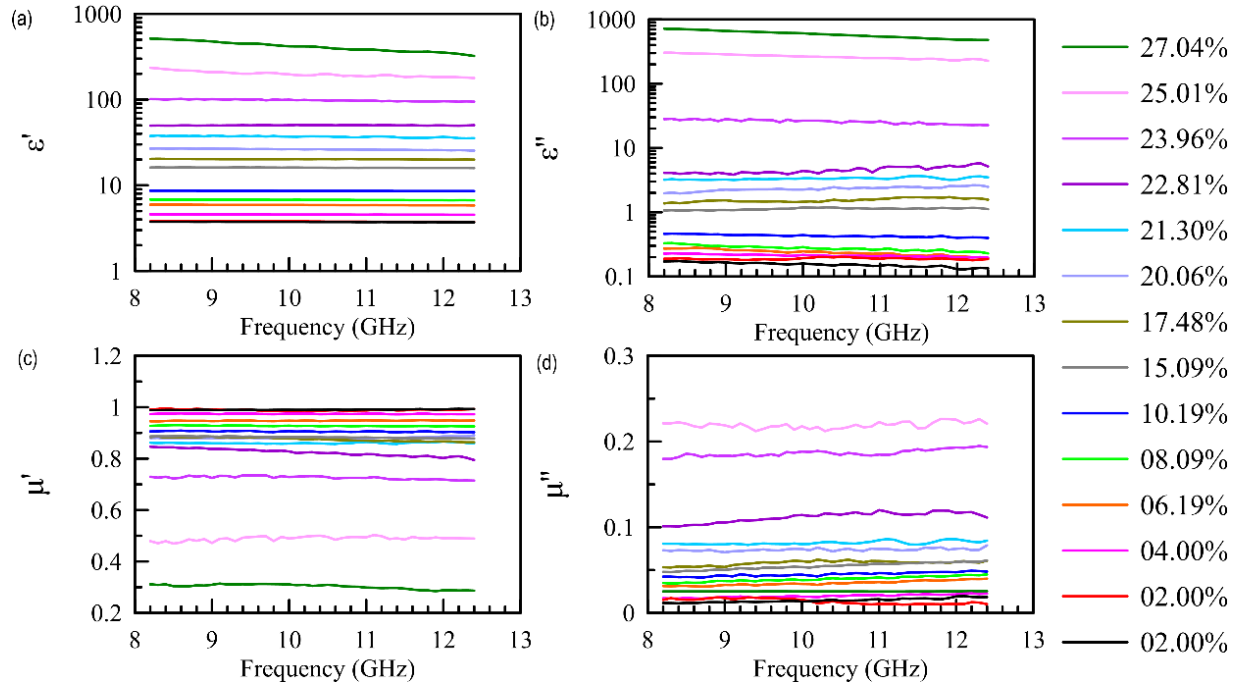 (a)
1000
100
10
1
ε'
8 9 10 11 12 13
Frequency (GHz)
(b)
1000
100
10
1
0.1
ε"
8 9 10 11 12 13
Frequency (GHz)
(c)
1.2
1
0.8
0.6
0.4
0.2
μ'
8 9 10 11 12 13
Frequency (GHz)
(d)
0.3
0.2
0.1
0
μ"
8 9 10 11 12 13
Frequency (GHz)
27.04%
25.01%
23.96%
22.81%
21.30%
20.06%
17.48%
15.09%
10.19%
08.09%
06.19%
04.00%
02.00%
02.00%